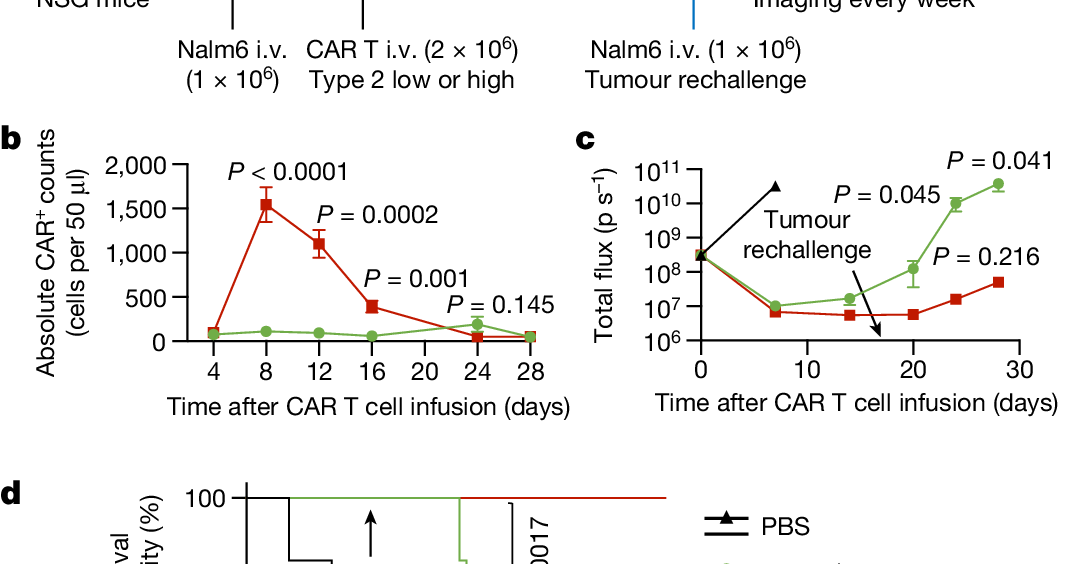 NSG mice
Imaging every week
Nalm6 i.v.
(1 × 10⁶)
CAR T i.v. (2 × 10⁶)
Type 2 low or high
Nalm6 i.v. (1 × 10⁶)
Tumour rechallenge
b
Absolute CAR⁺ counts
(cells per 50 µl)
2,000
1,500
1,000
500
0
P < 0.0001
P = 0.0002
P = 0.001
P = 0.145
4 8 12 16 20 24 28
Time after CAR T cell infusion (days)
c
Total flux (p s⁻¹)
10¹¹
10¹⁰
10⁹
10⁸
10⁷
10⁶
P = 0.041
P = 0.045
Tumour
rechallenge
P = 0.216
0 10 20 30
Time after CAR T cell infusion (days)
d
100
PBS